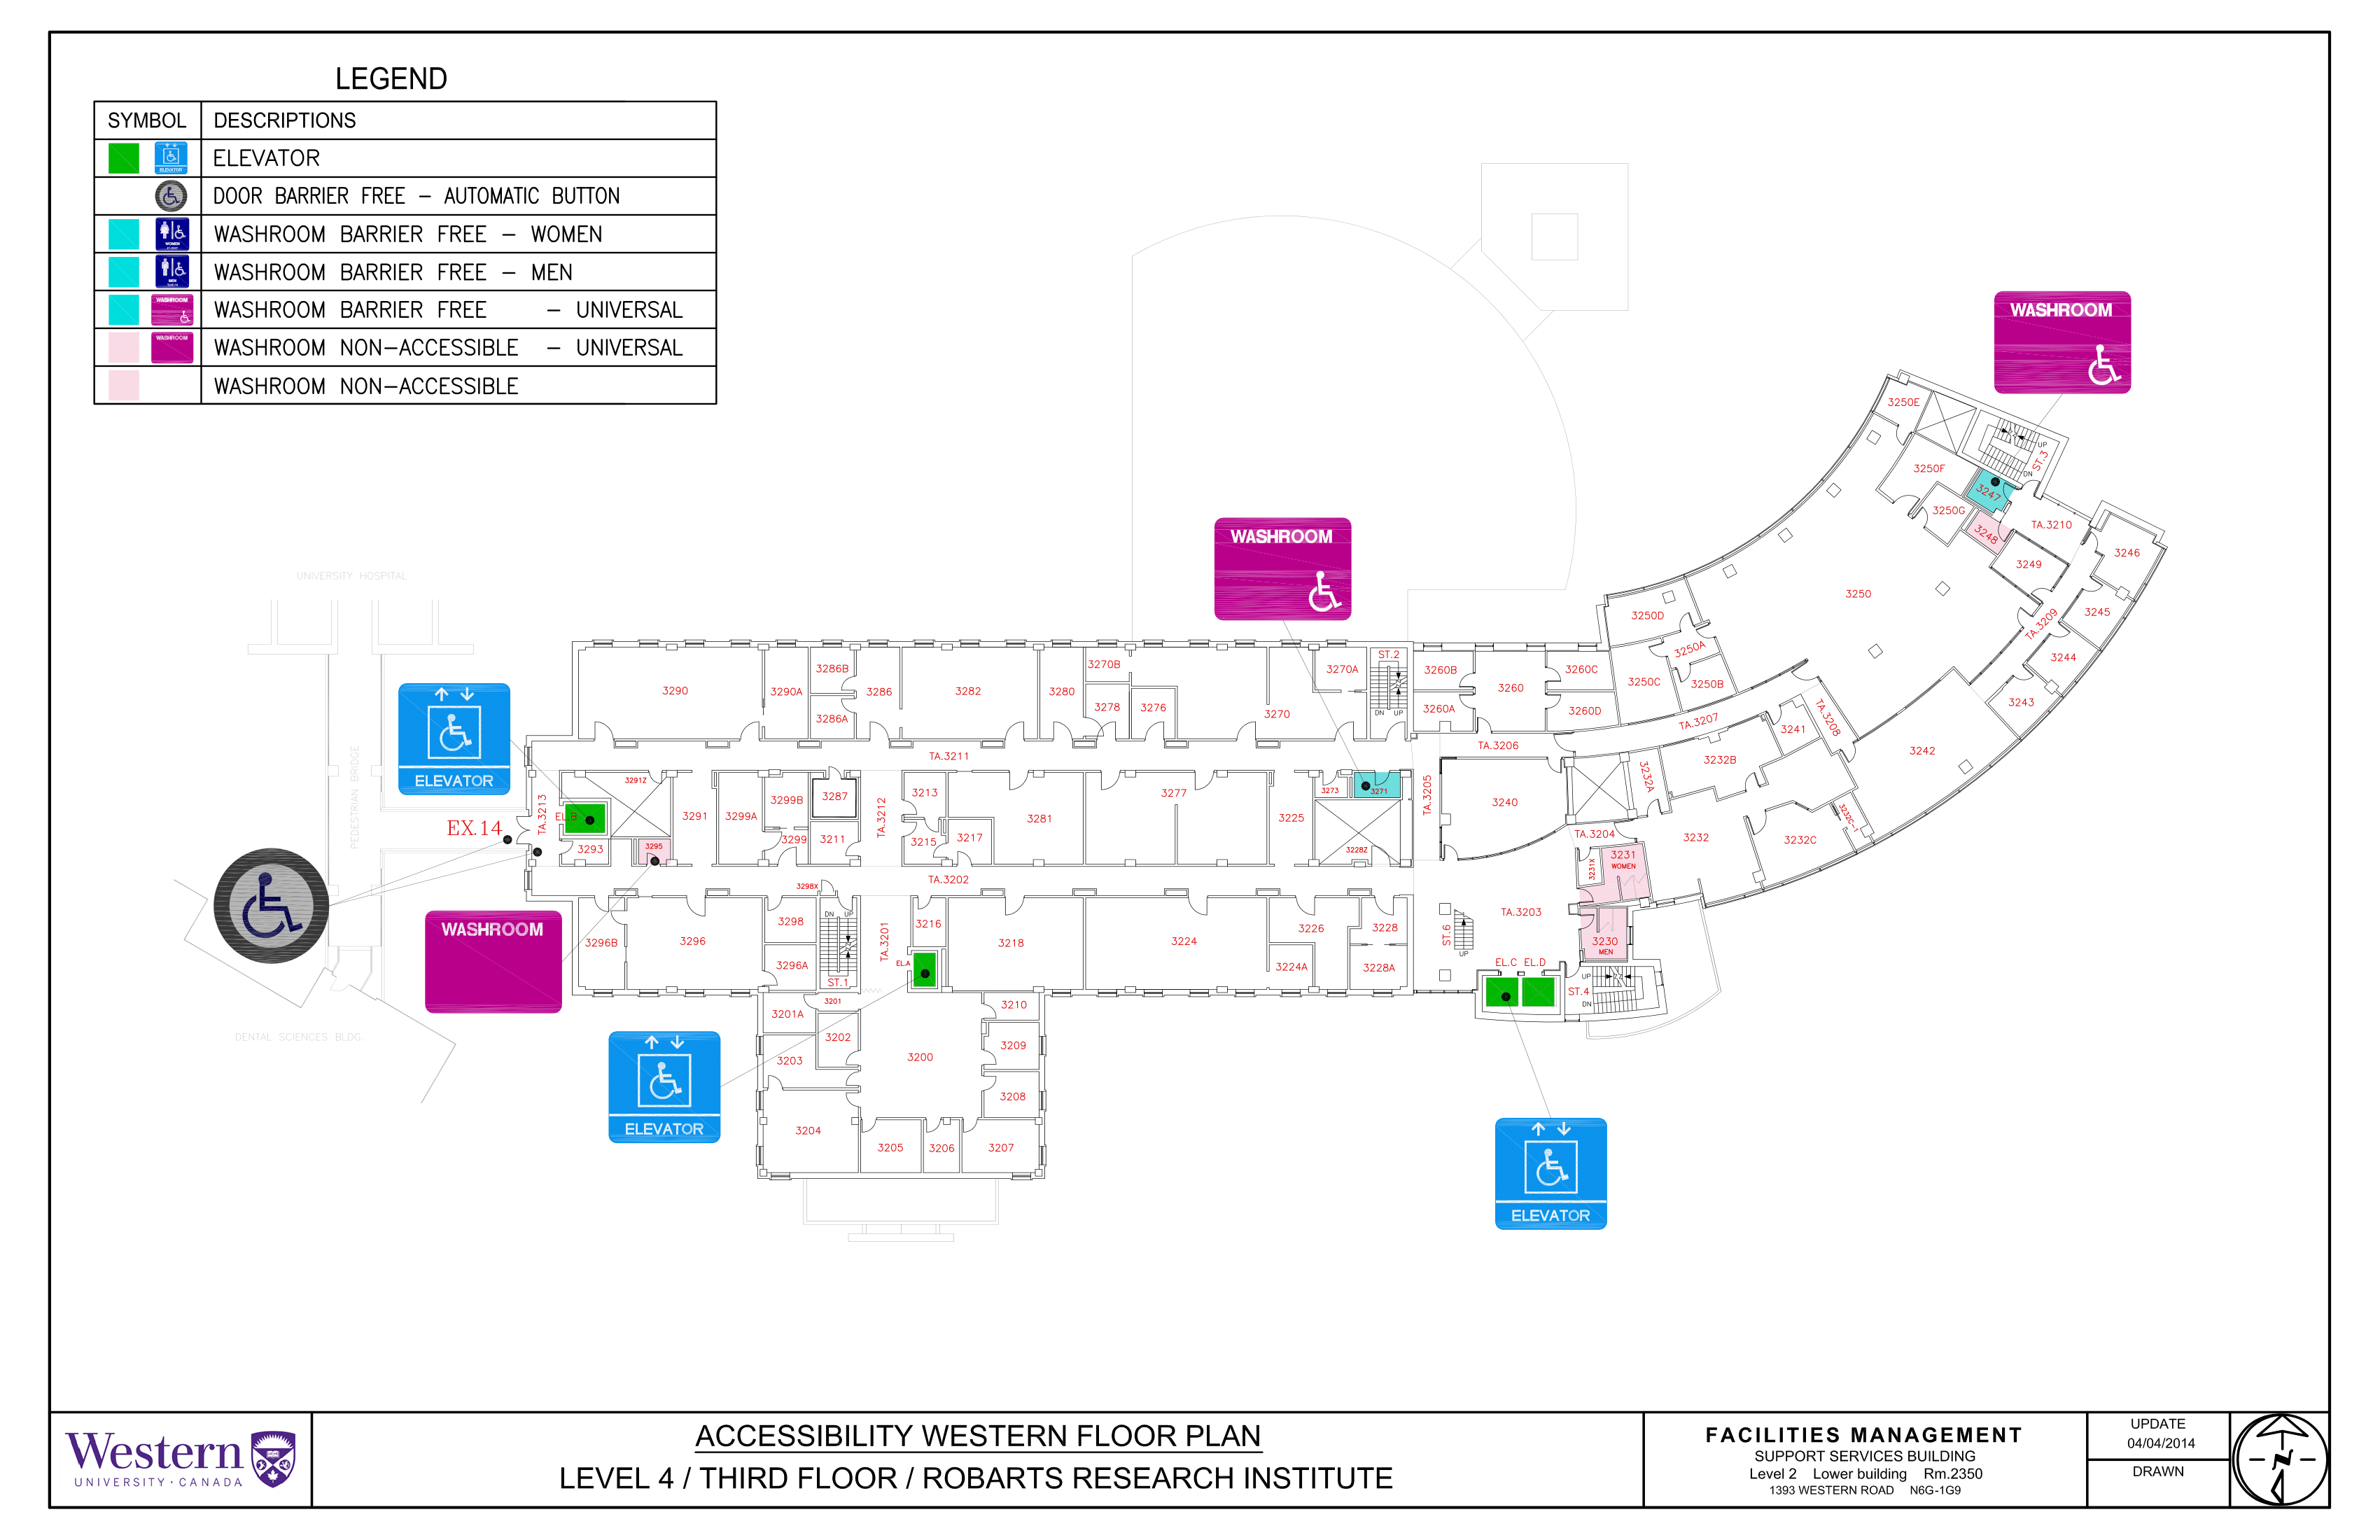 LEGEND
SYMBOL DESCRIPTIONS
ELEVATOR ELEVATOR
DOOR BARRIER FREE - AUTOMATIC BUTTON
WOMEN WASHROOM BARRIER FREE - WOMEN
MEN WASHROOM BARRIER FREE - MEN
WASHROOM WASHROOM BARRIER FREE - UNIVERSAL
WASHROOM WASHROOM NON-ACCESSIBLE - UNIVERSAL
WASHROOM NON-ACCESSIBLE
WASHROOM
3250E
UP
ST.3
DN
3250F
3247
3250G
TA.3210
3248
3246
3249
WASHROOM
UNIVERSITY HOSPITAL
3250
3245
TA.3209
3250D
3244
3250A
3250C
3250B
3243
TA.3207
TA.3208
3241
3242
3290
3290A
3286B
3286A
3286
3282
3280
3270B
3278
3276
3270
3270A
ST.2
DN UP
3260B
3260A
3260
3260C
3260D
TA.3206
ELEVATOR
PEDESTRIAN BRIDGE
TA.3211
3232B
3232A
EX.14
TA.3213
EL.B
3291Z
3293
3295
3291
3299A
3299B
3299
3287
3211
TA.3212
3213
3215
3217
3281
3277
3225
3273
3271
3228Z
TA.3205
3240
TA.3204
3232
3232C
3232C-1
3231X
3231
WOMEN
TA.3202
3298X
WASHROOM
3296B
3296
3298
3296A
DN UP
ST.1
TA.3201
3216
EL.A
3218
3224
3226
3224A
3228
3228A
ST.6
UP
TA.3203
3230
MEN
EL.C EL.D
UP
ST.4
DN
DENTAL SCIENCES BLDG.
ELEVATOR
3201
3201A
3202
3203
3200
3210
3209
3208
3204
3205
3206
3207
ELEVATOR
Western
UNIVERSITY · CANADA
ACCESSIBILITY WESTERN FLOOR PLAN
LEVEL 4 / THIRD FLOOR / ROBARTS RESEARCH INSTITUTE
FACILITIES MANAGEMENT
SUPPORT SERVICES BUILDING
Level 2 Lower building Rm.2350
1393 WESTERN ROAD N6G-1G9
UPDATE
04/04/2014
DRAWN
N